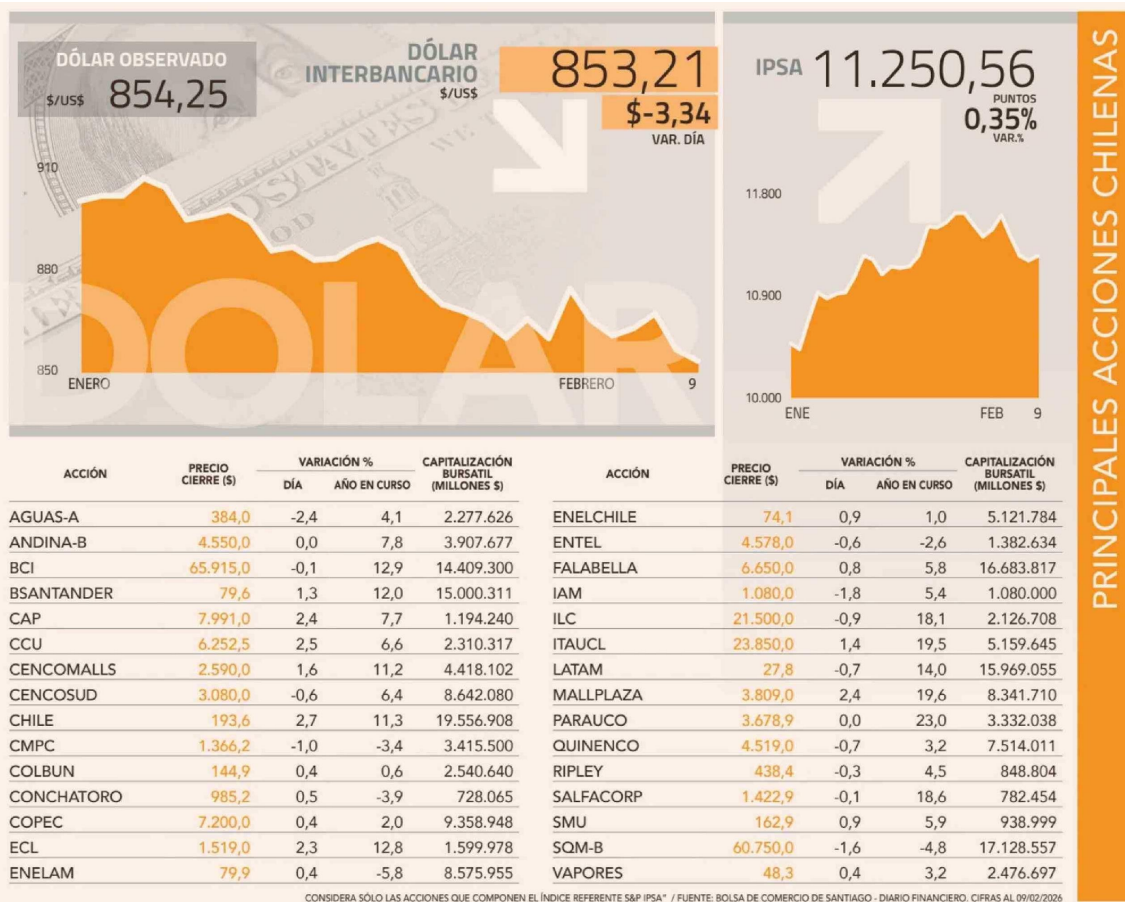 DÓLAR OBSERVADO
$/US$ 854,25
DÓLAR
INTERBANCARIO
$/US$
853,21
$-3,34
VAR. DÍA
910
880
850
ENERO FEBRERO 9
DOLAR
IPSA 11.250,56
PUNTOS
0,35%
VAR.%
11.800
10.900
10.000
ENE FEB 9
PRINCIPALES ACCIONES CHILENAS
ACCIÓN PRECIO CIERRE ($) VARIACIÓN % DÍA AÑO EN CURSO CAPITALIZACIÓN BURSATIL (MILLONES $)
AGUAS-A 384,0 -2,4 4,1 2.277.626
ANDINA-B 4.550,0 0,0 7,8 3.907.677
BCI 65.915,0 -0,1 12,9 14.409.300
BSANTANDER 79,6 1,3 12,0 15.000.311
CAP 7.991,0 2,4 7,7 1.194.240
CCU 6.252,5 2,5 6,6 2.310.317
CENCOMALLS 2.590,0 1,6 11,2 4.418.102
CENCOSUD 3.080,0 -0,6 6,4 8.642.080
CHILE 193,6 2,7 11,3 19.556.908
CMPC 1.366,2 -1,0 -3,4 3.415.500
COLBUN 144,9 0,4 0,6 2.540.640
CONCHATORO 985,2 0,5 -3,9 728.065
COPEC 7.200,0 0,4 2,0 9.358.948
ECL 1.519,0 2,3 12,8 1.599.978
ENELAM 79,9 0,4 -5,8 8.575.955
ACCIÓN PRECIO CIERRE ($) VARIACIÓN % DÍA AÑO EN CURSO CAPITALIZACIÓN BURSATIL (MILLONES $)
ENELCHILE 74,1 0,9 1,0 5.121.784
ENTEL 4.578,0 -0,6 -2,6 1.382.634
FALABELLA 6.650,0 0,8 5,8 16.683.817
IAM 1.080,0 -1,8 5,4 1.080.000
ILC 21.500,0 -0,9 18,1 2.126.708
ITAUCL 23.850,0 1,4 19,5 5.159.645
LATAM 27,8 -0,7 14,0 15.969.055
MALLPLAZA 3.809,0 2,4 19,6 8.341.710
PARAUCO 3.678,9 0,0 23,0 3.332.038
QUINENCO 4.519,0 -0,7 3,2 7.514.011
RIPLEY 438,4 -0,3 4,5 848.804
SALFACORP 1.422,9 -0,1 18,6 782.454
SMU 162,9 0,9 5,9 938.999
SQM-B 60.750,0 -1,6 -4,8 17.128.557
VAPORES 48,3 0,4 3,2 2.476.697
CONSIDERA SÓLO LAS ACCIONES QUE COMPONEN EL ÍNDICE REFERENTE S&P IPSA" / FUENTE: BOLSA DE COMERCIO DE SANTIAGO - DIARIO FINANCIERO. CIFRAS AL 09/02/2026